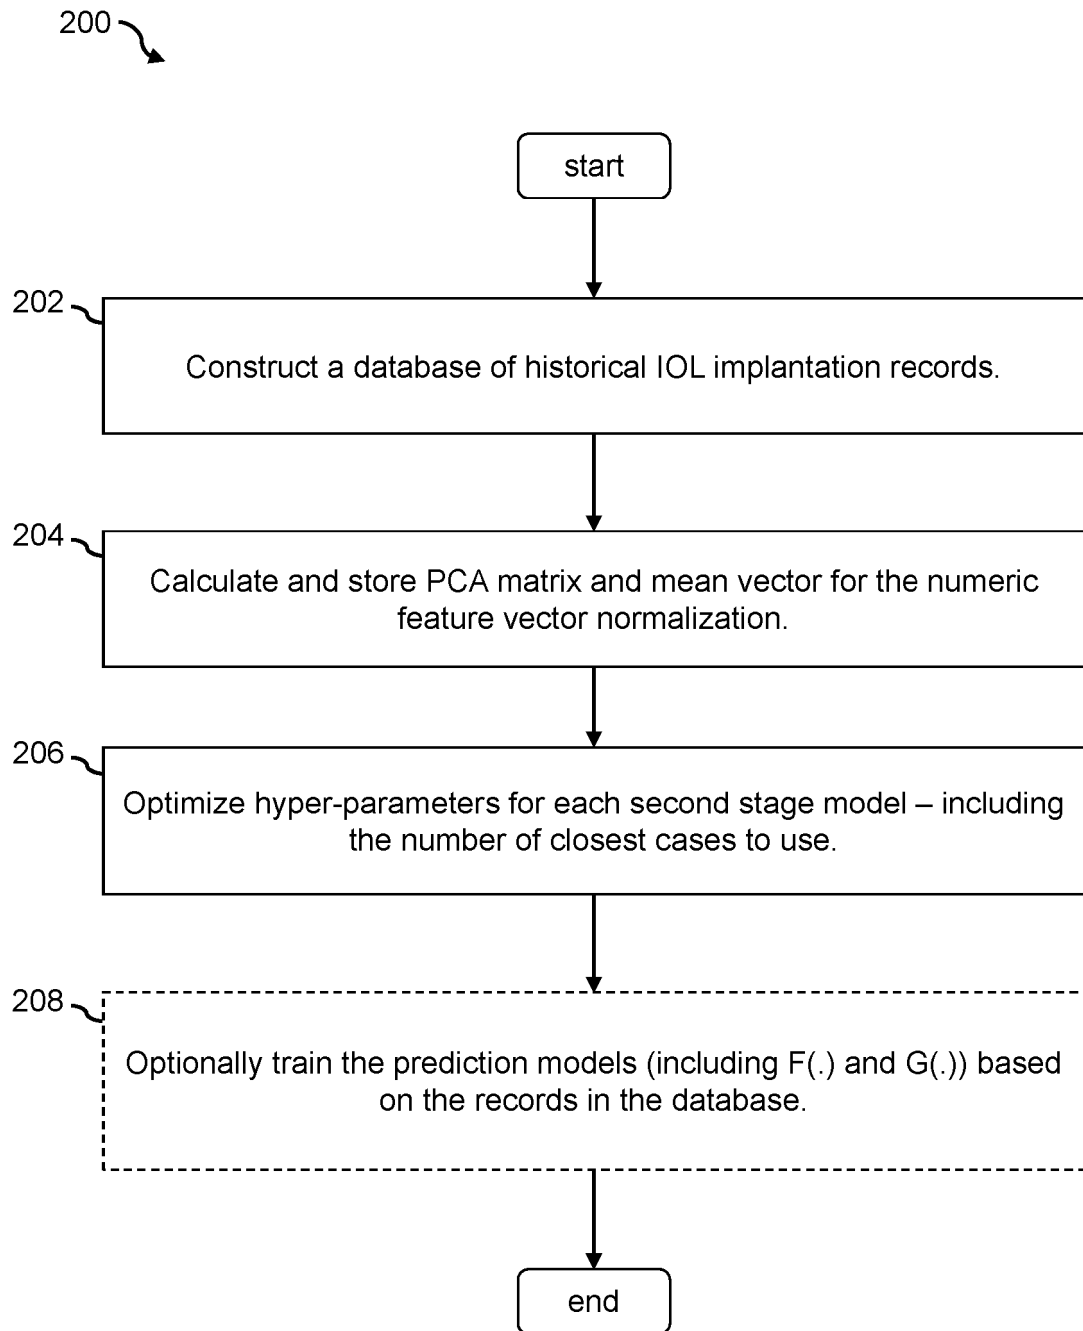 200
start
202
Construct a database of historical IOL implantation records.
204
Calculate and store PCA matrix and mean vector for the numeric
feature vector normalization.
206
Optimize hyper-parameters for each second stage model – including
the number of closest cases to use.
208
Optionally train the prediction models (including F(.) and G(.)) based
on the records in the database.
end